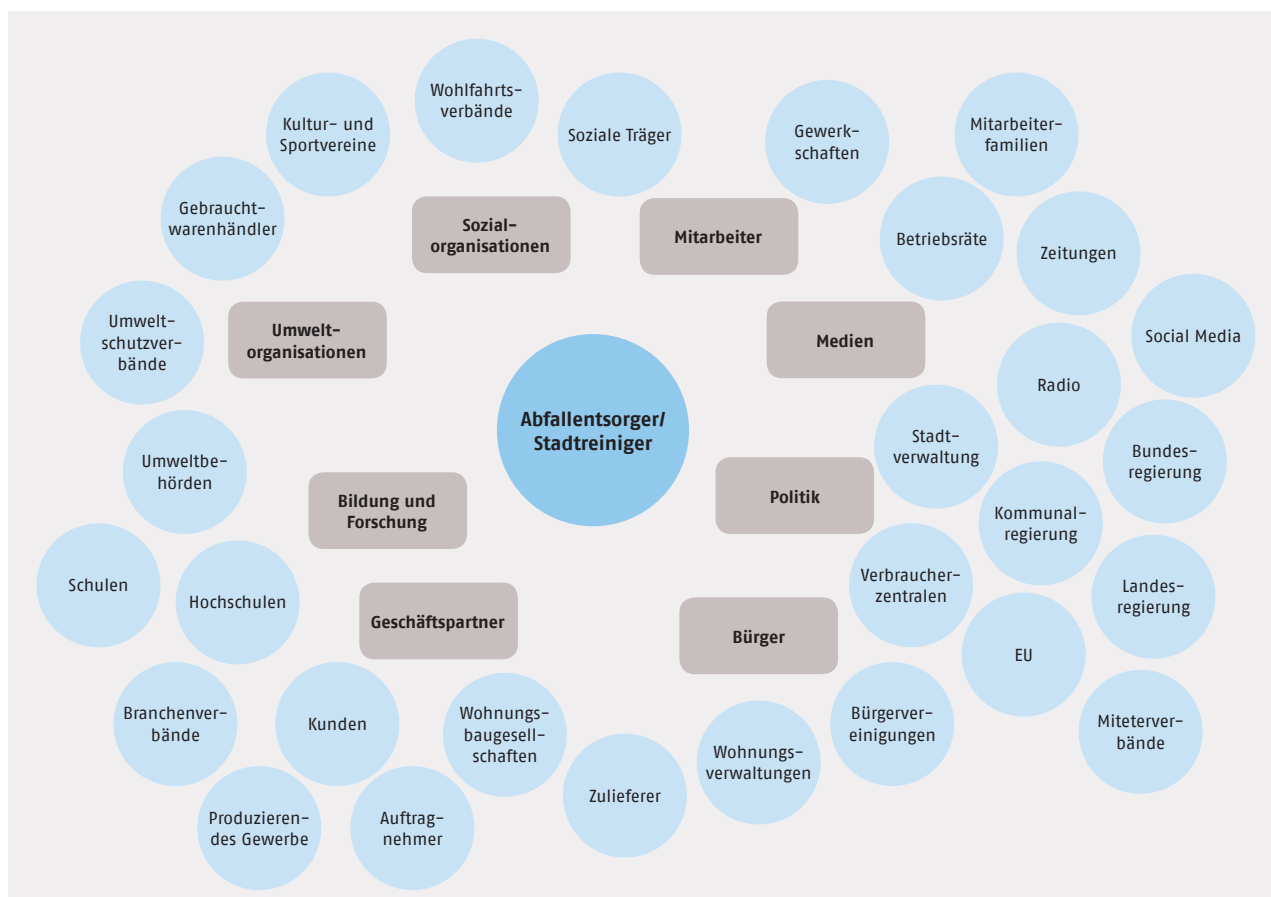 Wohlfahrts-
verbände
Soziale Träger
Kultur- und
Sportvereine
Gewerk-
schaften
Mitarbeiter-
familien
Gebraucht-
warenhändler
Sozial-
organisationen
Mitarbeiter
Betriebsräte
Zeitungen
Umwelt-
schutzver-
bände
Umwelt-
organisationen
Medien
Social Media
Radio
Abfallentsorger/
Stadtreiniger
Stadt-
verwaltung
Bundes-
regierung
Umweltbe-
hörden
Bildung und
Forschung
Politik
Kommunal-
regierung
Schulen
Hochschulen
Verbraucher-
zentralen
Landes-
regierung
Geschäftspartner
Bürger
EU
Branchenver-
bände
Kunden
Wohnungs-
baugesell-
schaften
Wohnungs-
verwaltungen
Bürgerver-
einigungen
Miteterver-
bände
Zulieferer
Produzieren-
des Gewerbe
Auftrag-
nehmer